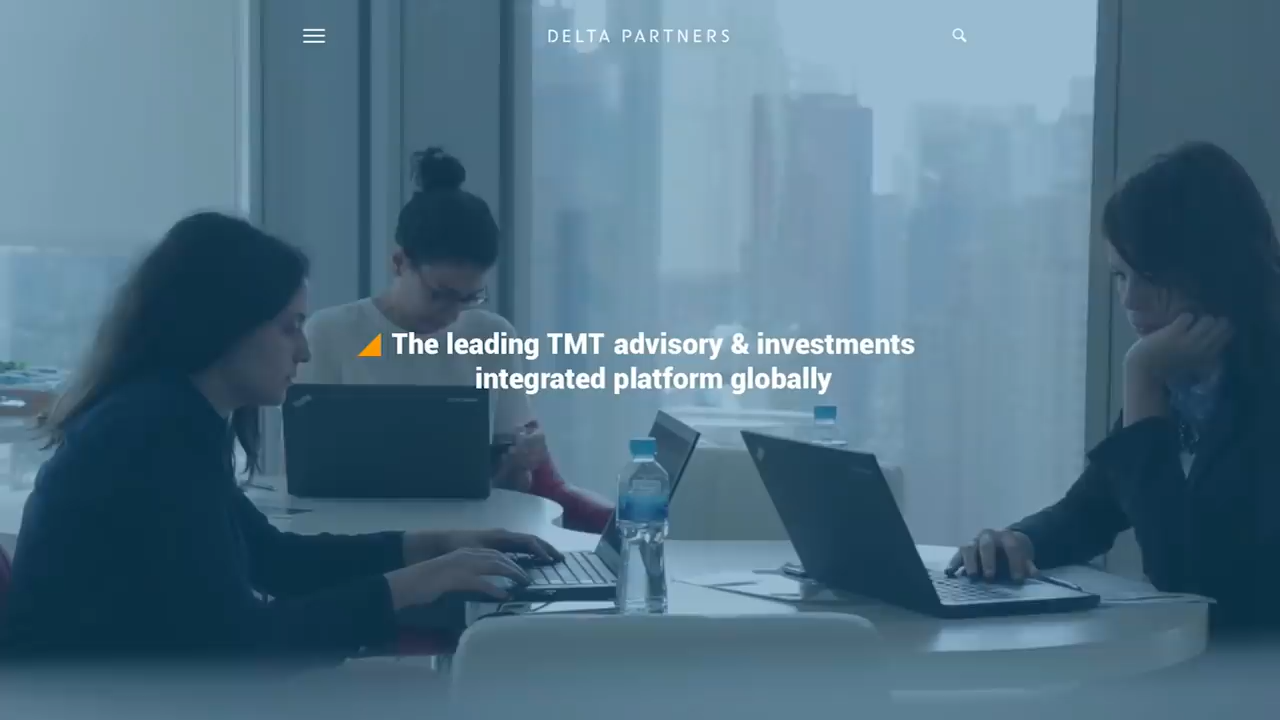 DELTA PARTNERS
The leading TMT advisory & investments
integrated platform globally